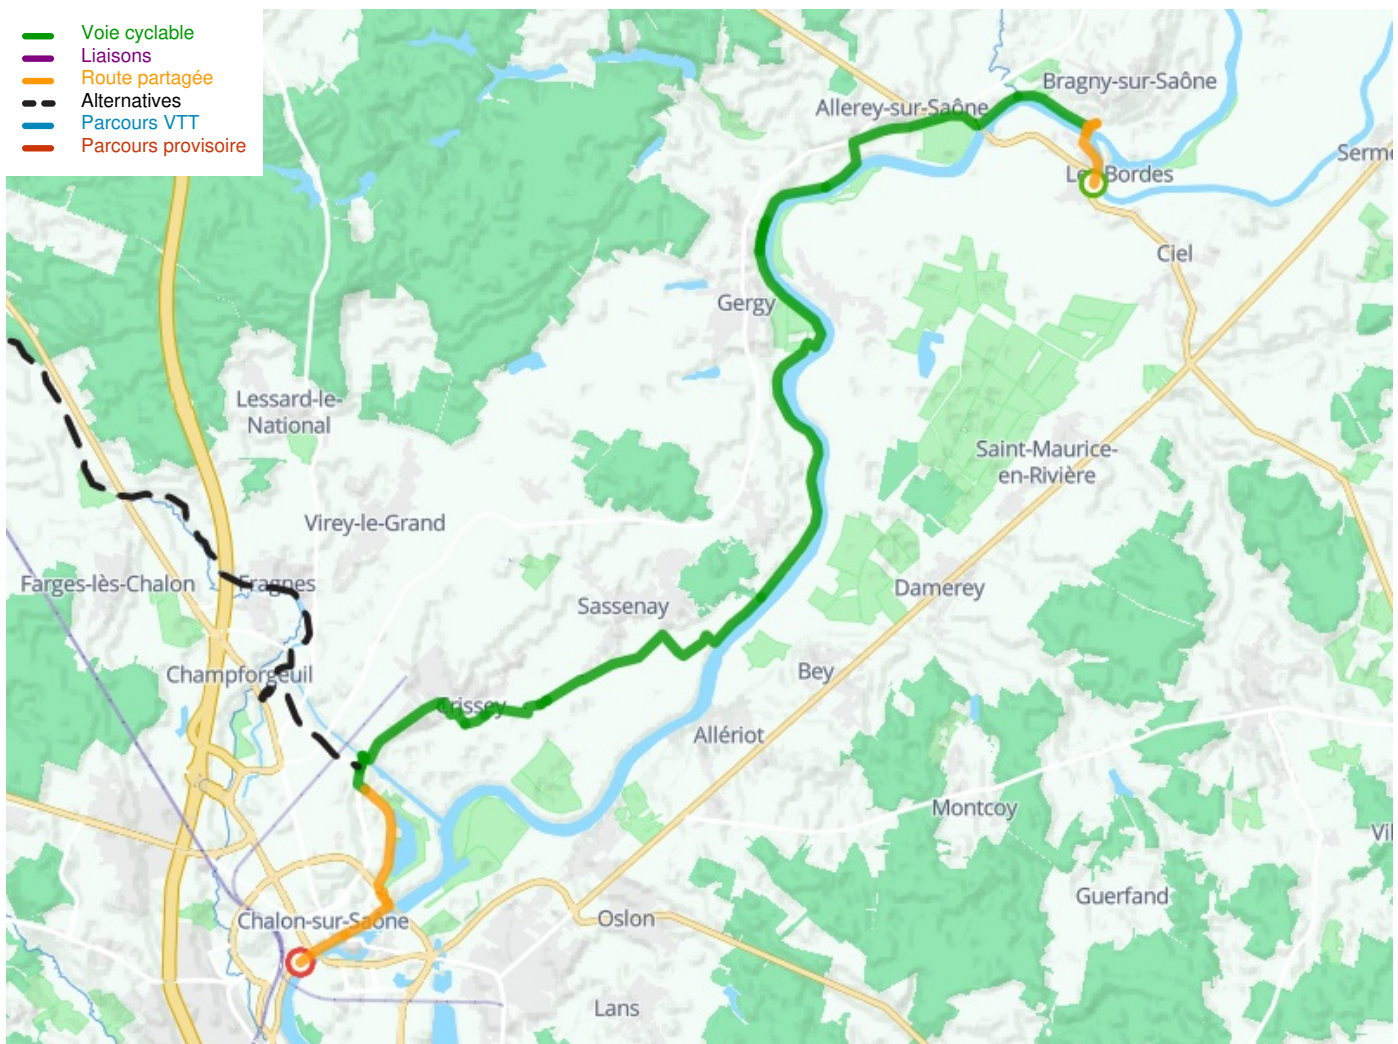 Voie cyclable
Liaisons
Route partagée
Alternatives
Parcours VTT
Parcours provisoire
Bragny-sur-Saône
Allerey-sur-Saône
Les Bordes
Ciel
Gergy
Lessard-le-
National
Saint-Maurice-
en-Rivière
Virey-le-Grand
Farges-lès-Chalon
Fragnes
Damerey
Sassenay
Champforgeuil
Bey
Crissey
Allériot
Montcoy
Guerfand
Chalon-sur-Saône
Oslon
Lans